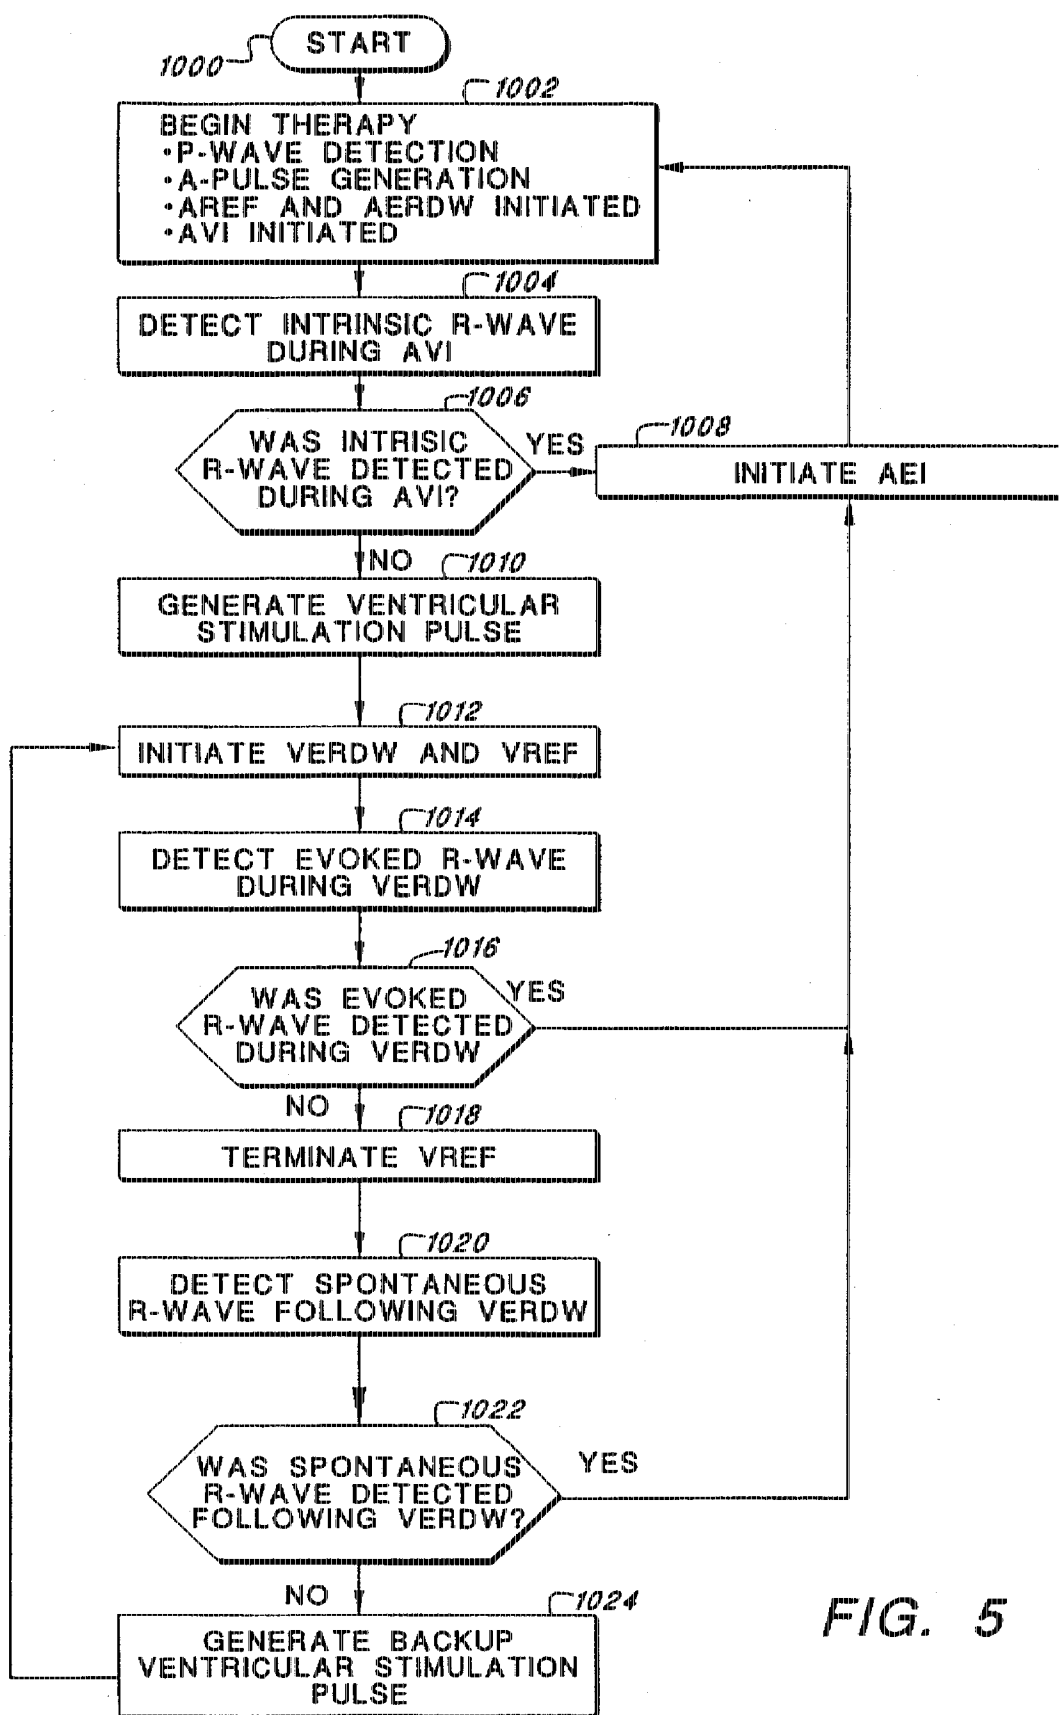 START
1000
1002
BEGIN THERAPY
•P-WAVE DETECTION
•A-PULSE GENERATION
•AREF AND AERDW INITIATED
•AVI INITIATED
1004
DETECT INTRINSIC R-WAVE
DURING AVI
1006
WAS INTRISIC
R-WAVE DETECTED
DURING AVI?
YES
1008
INITIATE AEI
NO
1010
GENERATE VENTRICULAR
STIMULATION PULSE
1012
INITIATE VERDW AND VREF
1014
DETECT EVOKED R-WAVE
DURING VERDW
1016
WAS EVOKED
R-WAVE DETECTED
DURING VERDW
YES
NO
1018
TERMINATE VREF
1020
DETECT SPONTANEOUS
R-WAVE FOLLOWING VERDW
1022
WAS SPONTANEOUS
R-WAVE DETECTED
FOLLOWING VERDW?
YES
NO
1024
GENERATE BACKUP
VENTRICULAR STIMULATION
PULSE
FIG. 5